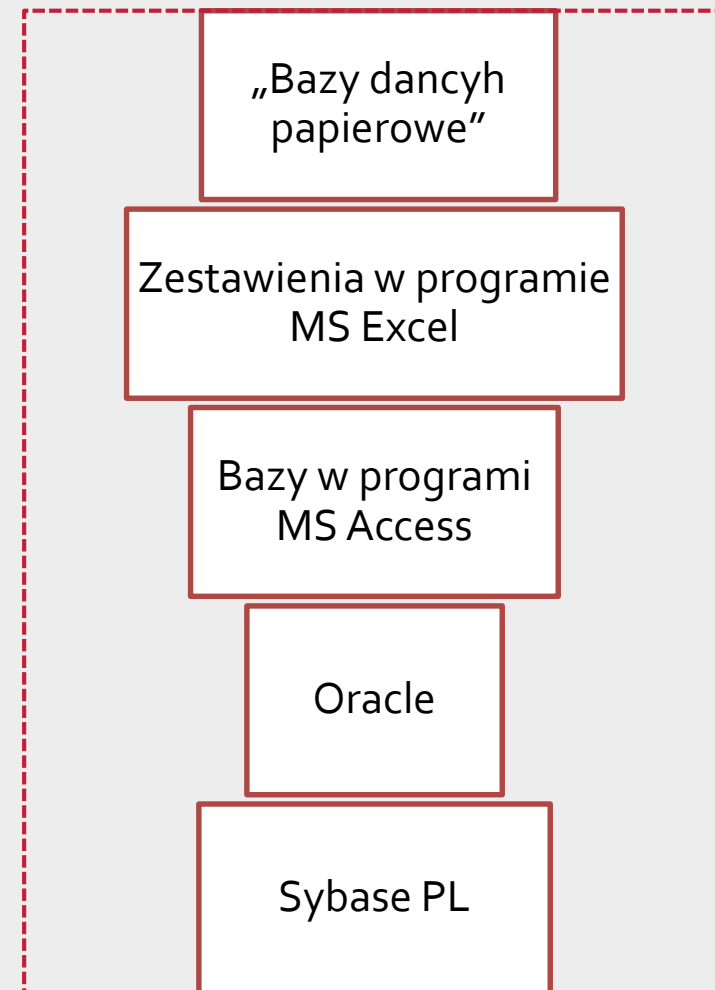 „Bazy dancyh
papierowe”
Zestawienia w programie
MS Excel
Bazy w programi
MS Access
Oracle
Sybase PL